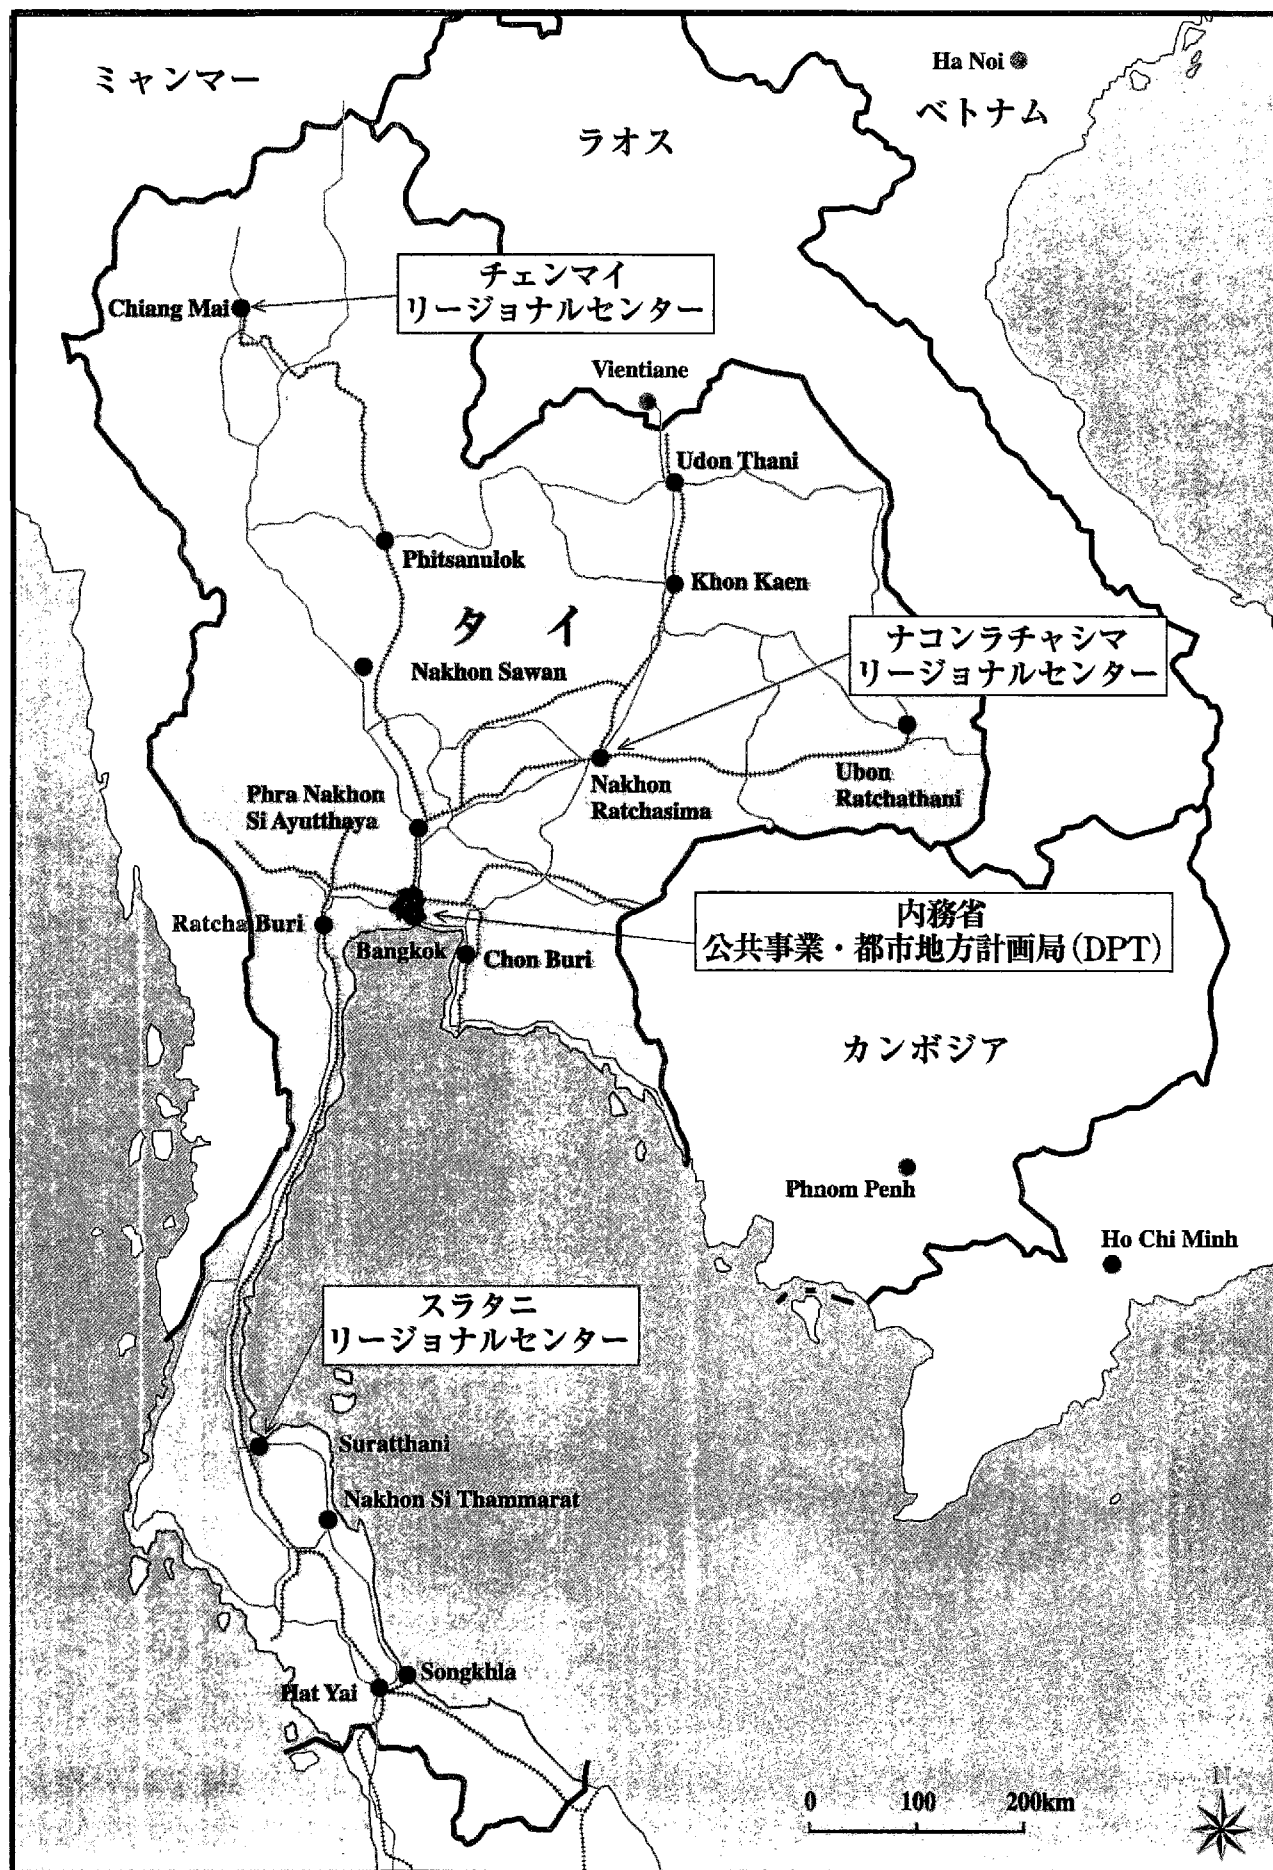 ミャンマー
Ha Noi
ベトナム
ラオス
チェンマイ
リージョナルセンター
Chiang Mai
Vientiane
Udon Thani
Phitsanulok
Khon Kaen
タイ
Nakhon Sawan
ナコンラチャシマ
リージョナルセンター
Nakhon
Ratchasima
Ubon
Ratchathani
Phra Nakhon
Si Ayutthaya
Ratcha Buri
Bangkok
Chon Buri
内務省
公共事業・都市地方計画局(DPT)
カンボジア
Phnom Penh
Ho Chi Minh
スラタニ
リージョナルセンター
Suratthani
Nakhon Si Thammarat
Songkhla
Hat Yai
0 100 200km
N